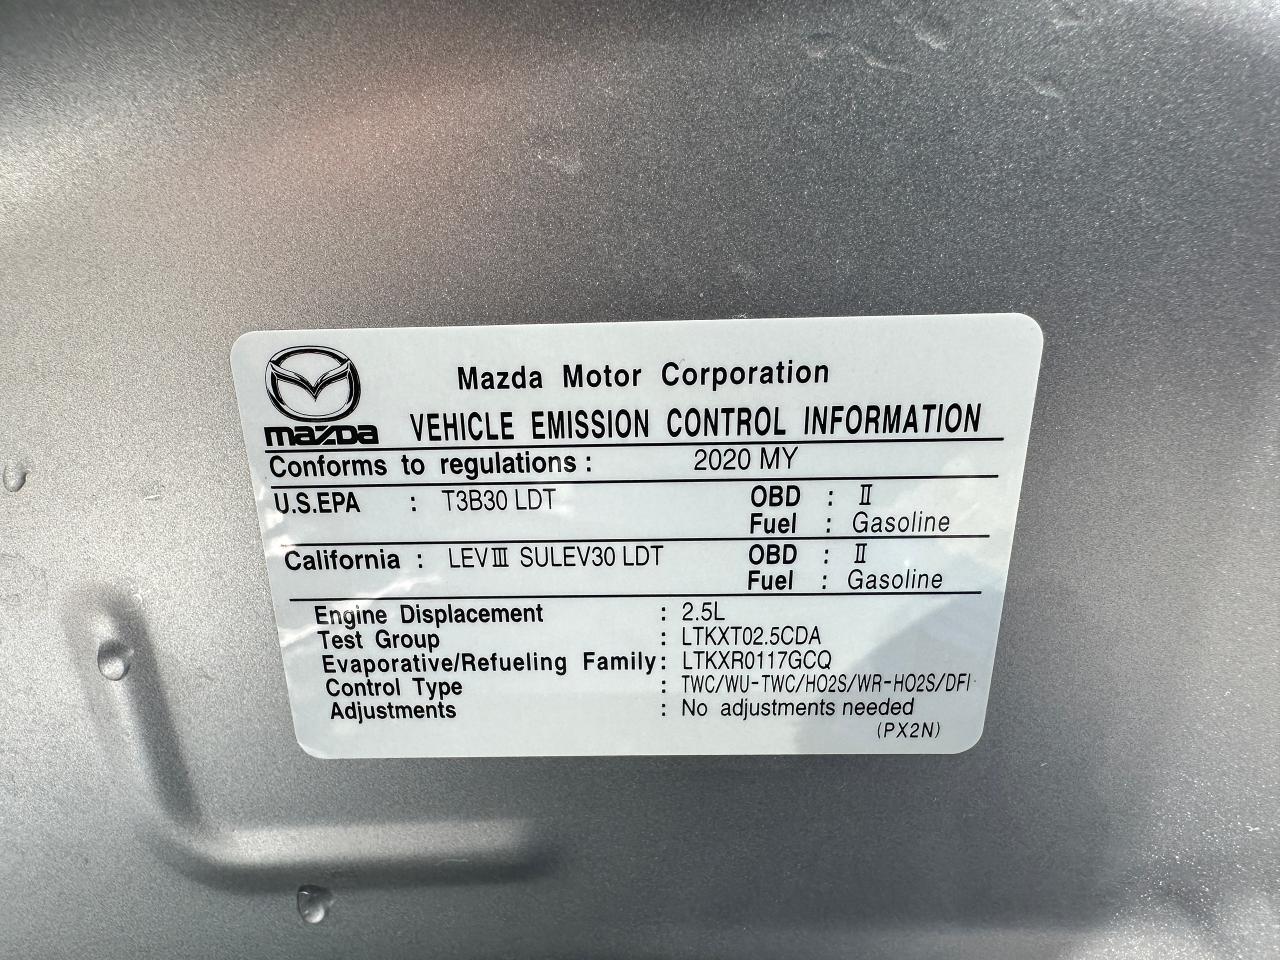 mazda
Mazda Motor Corporation
VEHICLE EMISSION CONTROL INFORMATION
Conforms to regulations : 2020 MY
U.S.EPA : T3B30 LDT OBD : Ⅱ
Fuel : Gasoline
California : LEVⅢ SULEV30 LDT OBD : Ⅱ
Fuel : Gasoline
Engine Displacement : 2.5L
Test Group : LTKXT02.5CDA
Evaporative/Refueling Family: LTKXR0117GCQ
Control Type : TWC/WU-TWC/HO2S/WR-HO2S/DFI
Adjustments : No adjustments needed
(PX2N)